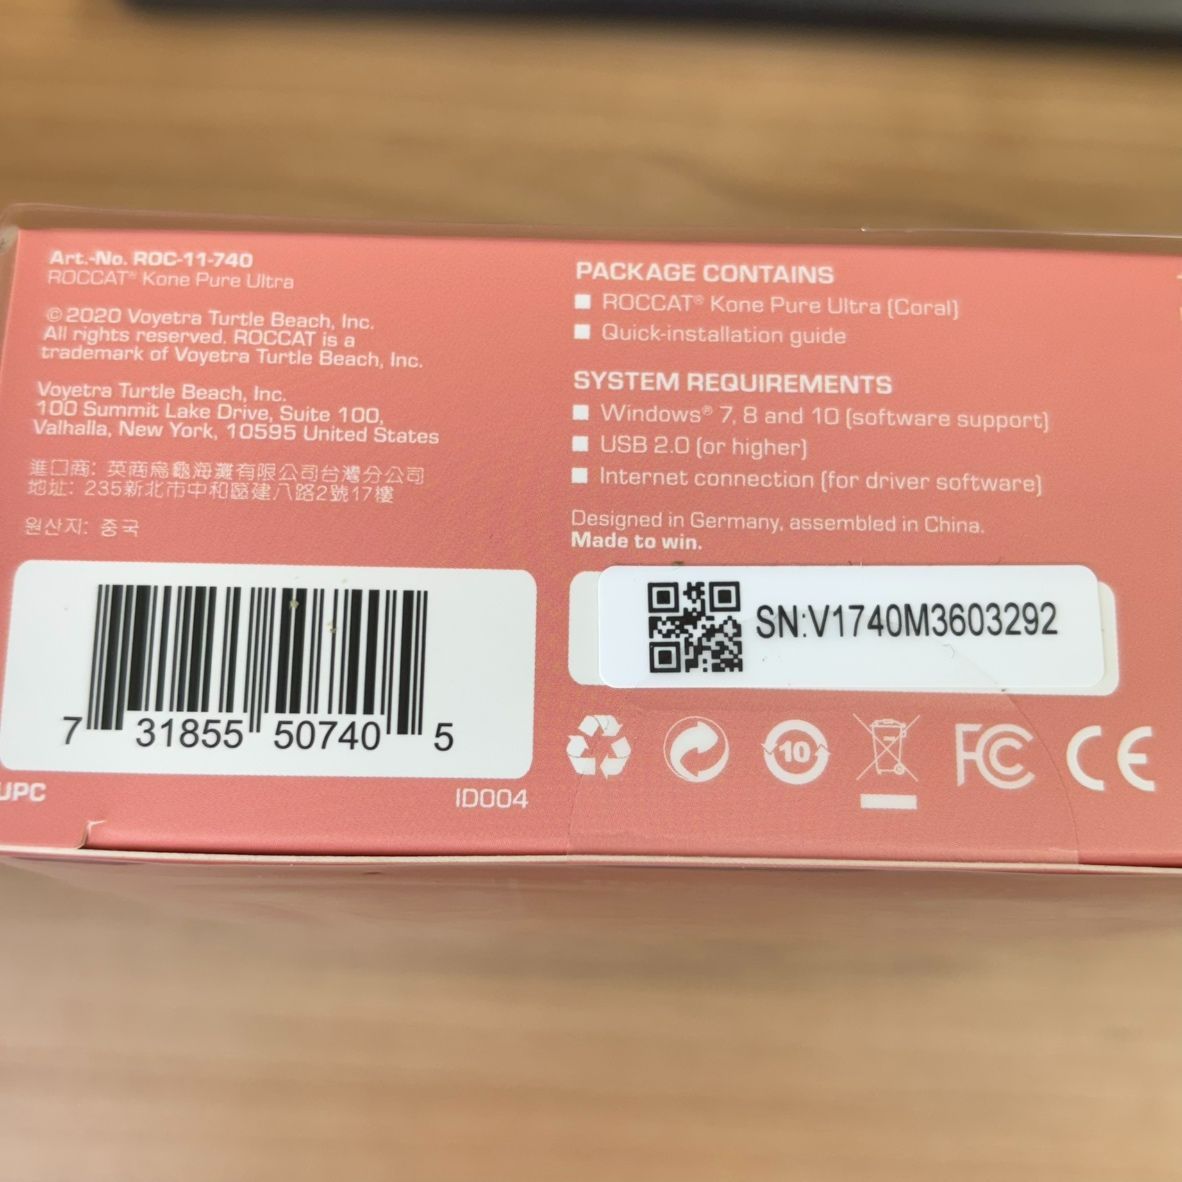 Art.-No. ROC-11-740
ROCCAT® Kone Pure Ultra
© 2020 Voyetra Turtle Beach, Inc.
All rights reserved. ROCCAT is a
trademark of Voyetra Turtle Beach, Inc.
Voyetra Turtle Beach, Inc.
100 Summit Lake Drive, Suite 100,
Valhalla, New York, 10595 United States
進口商: 英商烏龜海灘有限公司台灣分公司
地址: 235新北市中和區建八路2號17樓
원산지: 중국
7 31855 50740 5
UPC
ID004
PACKAGE CONTAINS
ROCCAT® Kone Pure Ultra (Coral)
Quick-installation guide
SYSTEM REQUIREMENTS
Windows® 7, 8 and 10 (software support)
USB 2.0 (or higher)
Internet connection (for driver software)
Designed in Germany, assembled in China.
Made to win.
SN:V1740M3603292
10
FC CE